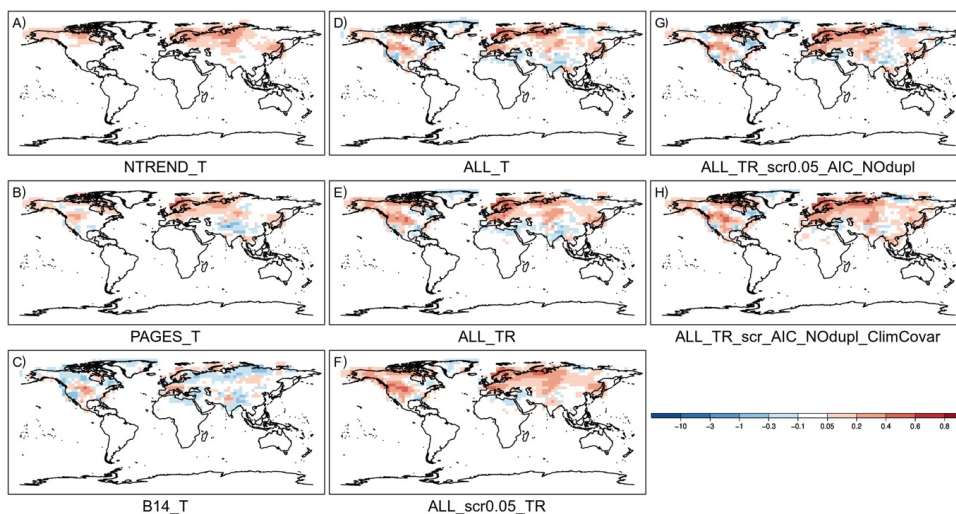 A)
NTREND_T
D)
ALL_T
G)
ALL_TR_scr0.05_AIC_NOdupl
B)
PAGES_T
E)
ALL_TR
H)
ALL_TR_scr_AIC_NOdupl_ClimCovar
C)
B14_T
F)
ALL_scr0.05_TR
-10 -3 -1 -0.3 -0.1 0.05 0.2 0.4 0.6 0.8